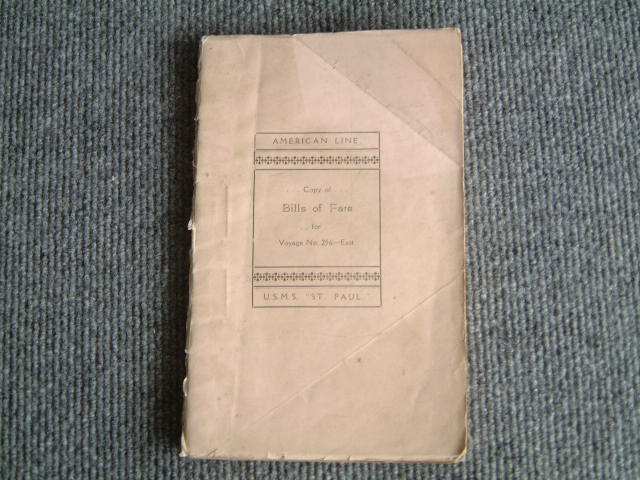 AMERICAN LINE.
. . . Copy of . . .
Bills of Fare
. . for
Voyage No. 256—East
U.S.M.S. "ST. PAUL."